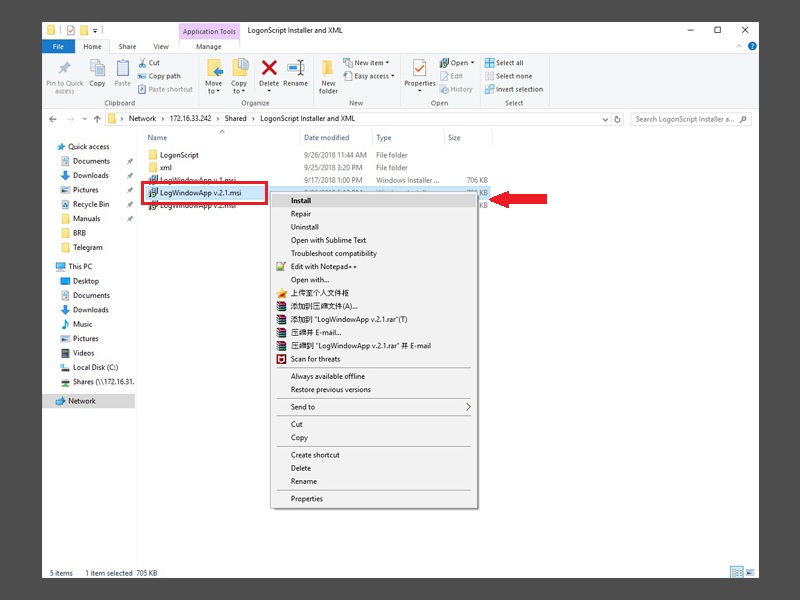 Application Tools
LogonScript Installer and XML
File
Home
Share
View
Manage
Pin to Quick access
Copy
Paste
Cut
Copy path
Paste shortcut
Clipboard
Move to
Copy to
Delete
Rename
Organize
New folder
New item
Easy access
New
Properties
Open
Edit
History
Open
Select all
Select none
Invert selection
Select
Network
172.16.33.242
Shared
LogonScript Installer and XML
Search LogonScript Installer a...
Name
Date modified
Type
Size
Quick access
Documents
Downloads
Pictures
Recycle Bin
Manuals
BRB
Telegram
This PC
Desktop
Documents
Downloads
Music
Pictures
Videos
Local Disk (C:)
Shares (\\172.16.31.
Network
LogonScript 9/26/2018 11:44 AM File folder
xml 9/25/2018 3:20 PM File folder
LogWindowApp v.1.msi 9/17/2018 1:00 PM Windows Installer ... 706 KB
LogWindowApp v.2.1.msi
LogWindowApp v.2.msi
Install
Repair
Uninstall
Open with Sublime Text
Troubleshoot compatibility
Edit with Notepad++
Open with...
上传至个人文件柜
添加到压缩文件(A)...
添加到 "LogWindowApp v.2.1.rar"(T)
压缩并 E-mail...
压缩到 "LogWindowApp v.2.1.rar" 并 E-mail
Scan for threats
Always available offline
Restore previous versions
Send to
Cut
Copy
Create shortcut
Delete
Rename
Properties
5 items 1 item selected 705 KB